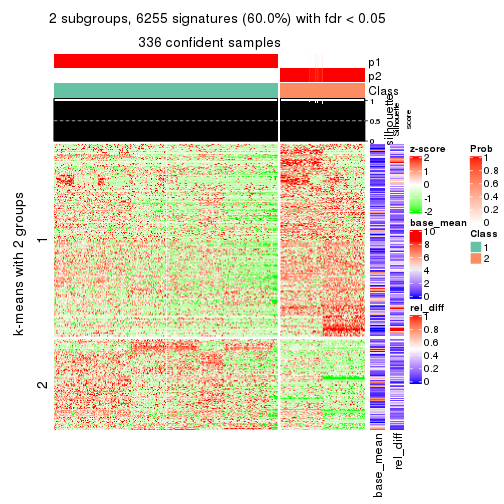 2 subgroups, 6255 signatures (60.0%) with fdr < 0.05
336 confident samples
p1
p2
Class
1
0.5
0
silhouette
Silhouette
score
k-means with 2 groups
1
2
base_mean
rel_diff
z-score
2
1
0
-1
-2
base_mean
10
8
6
4
2
0
rel_diff
1
0.8
0.6
0.4
0.2
0
Prob
1
0.8
0.6
0.4
0.2
0
Class
1
2